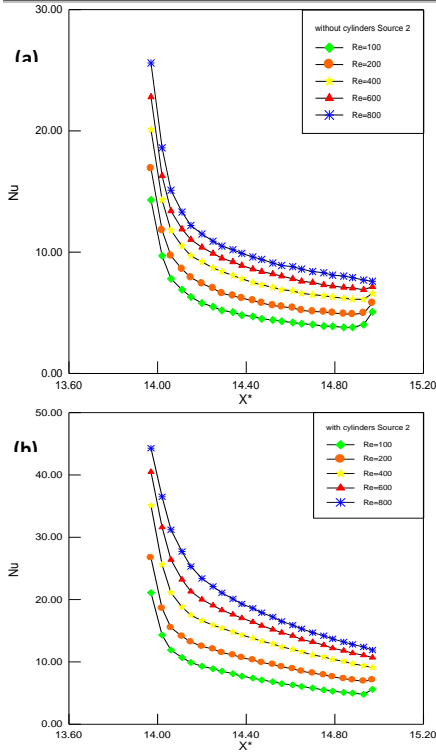 30.00
(a)
without cylinders Source 2
Re=100
Re=200
Re=400
Re=600
Re=800
20.00
Nu
10.00
0.00
13.60 14.00 14.40 14.80 15.20
X*
50.00
(b)
with cylinders Source 2
Re=100
Re=200
Re=400
Re=600
Re=800
40.00
30.00
Nu
20.00
10.00
0.00
13.60 14.00 14.40 14.80 15.20
X*